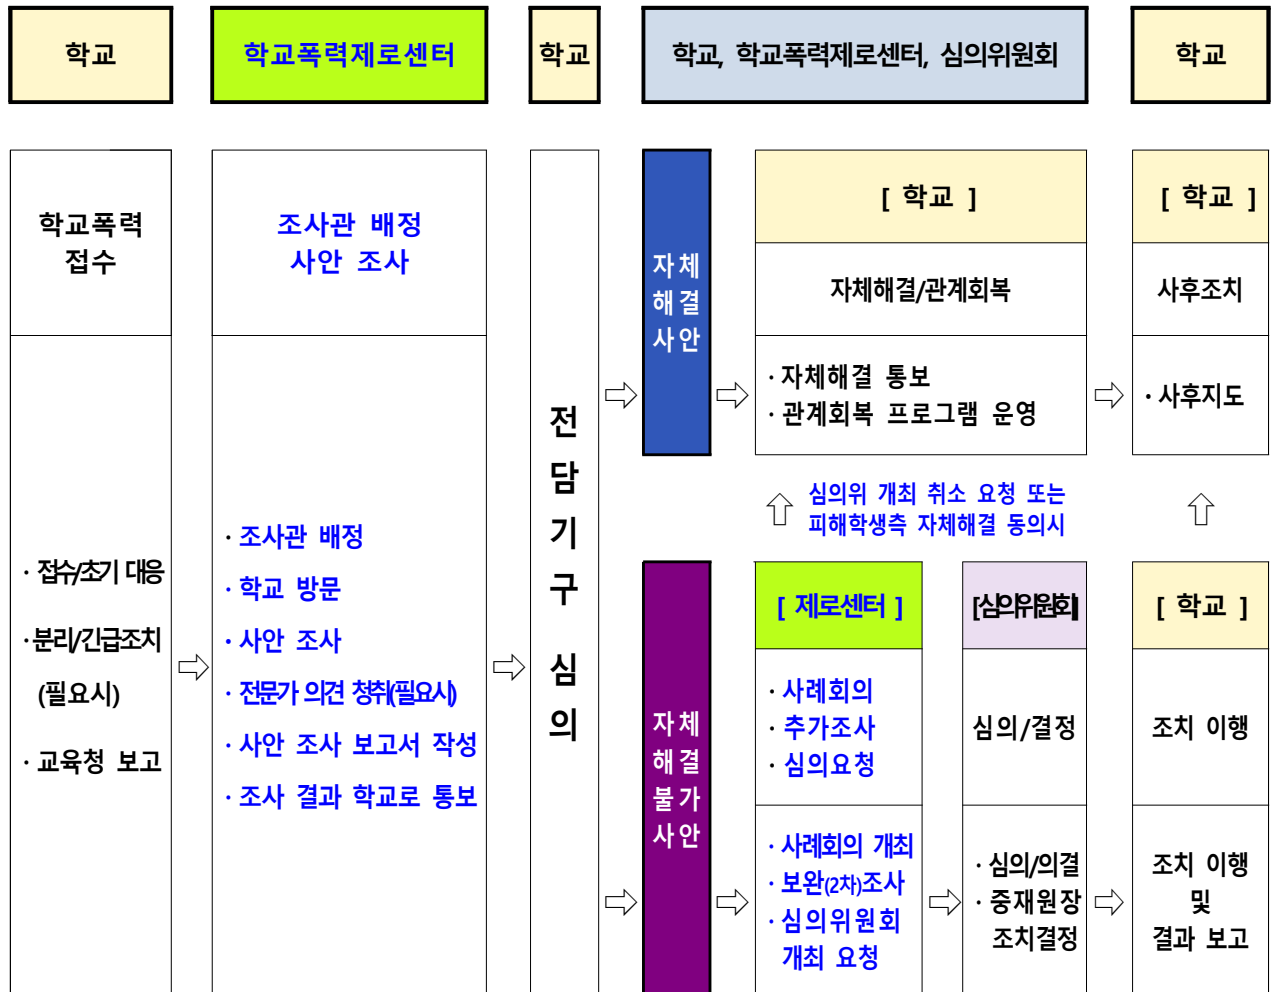 학교
학교폭력제로센터
학교
학교, 학교폭력제로센터, 심의위원회
학교
학교폭력
접수
· 접수/초기 대응
· 분리/긴급조치
(필요시)
· 교육청 보고
조사관 배정
사안 조사
· 조사관 배정
· 학교 방문
· 사안 조사
· 전문가 의견 청취(필요시)
· 사안 조사 보고서 작성
· 조사 결과 학교로 통보
전
담
기
구
심
의
자체
해결
사안
[ 학교 ]
자체해결/관계회복
· 자체해결 통보
· 관계회복 프로그램 운영
[ 학교 ]
사후조치
· 사후지도
심의위 개최 취소 요청 또는
피해학생측 자체해결 동의시
자체
해결
불가
사안
[ 제로센터 ]
· 사례회의
· 추가조사
· 심의요청
· 사례회의 개최
· 보완(2차)조사
· 심의위원회
개최 요청
[심의위원회]
심의/결정
· 심의/의결
· 중재원장
조치결정
[ 학교 ]
조치 이행
조치 이행
및
결과 보고